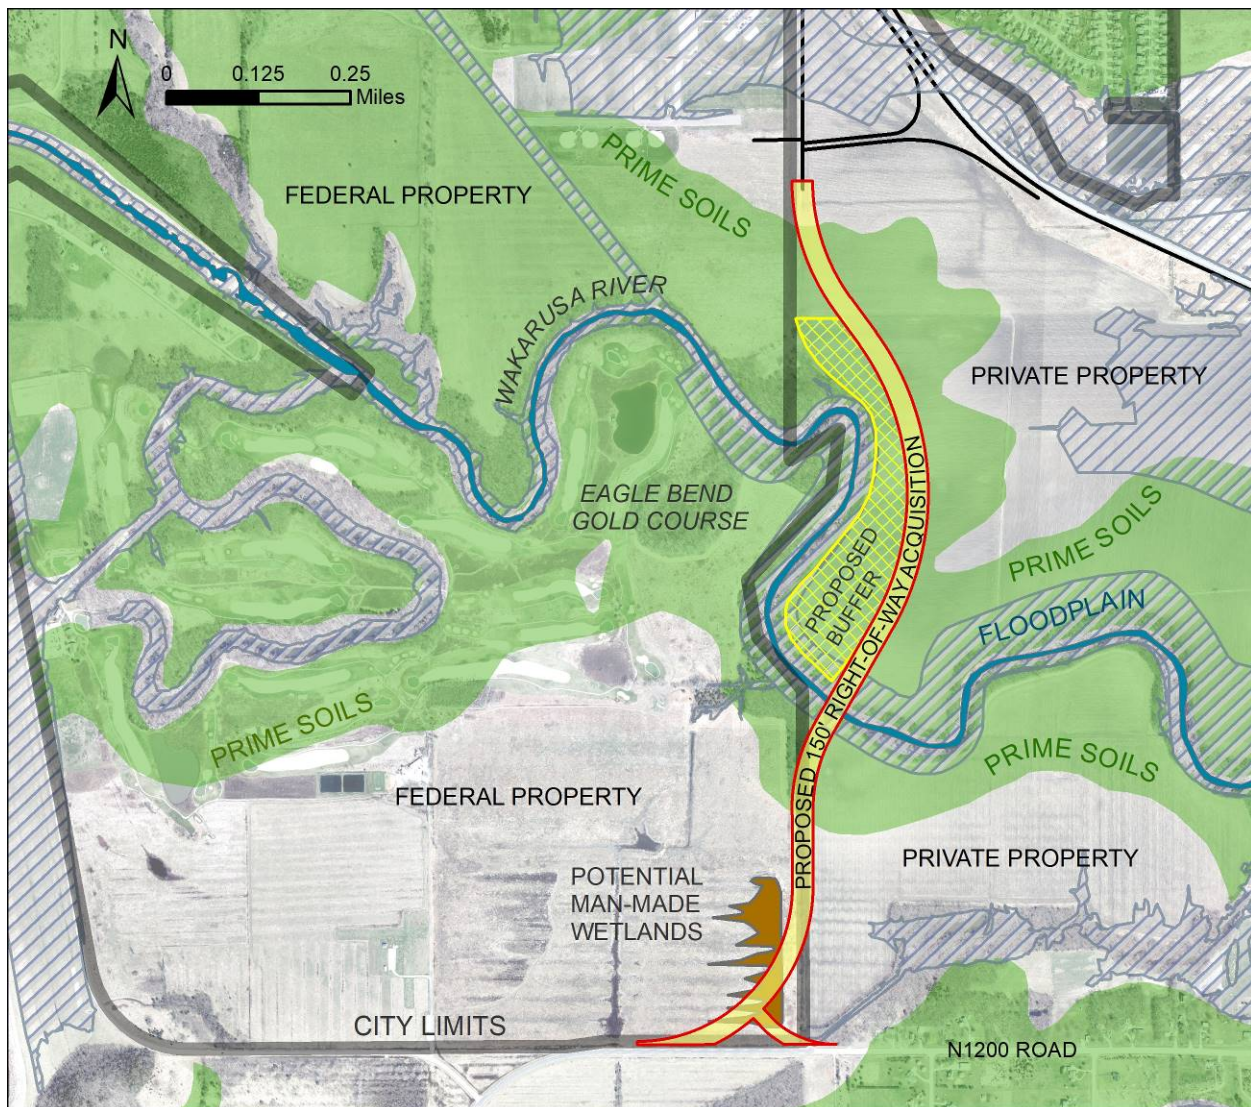 N
0 0.125 0.25
Miles
PRIME SOILS
FEDERAL PROPERTY
WAKARUSA RIVER
PRIVATE PROPERTY
EAGLE BEND
GOLD COURSE
PROPOSED 150' RIGHT-OF-WAY ACQUISITION
PROPOSED
BUFFER
PRIME SOILS
FLOODPLAIN
PRIME SOILS
PRIME SOILS
FEDERAL PROPERTY
PRIVATE PROPERTY
POTENTIAL
MAN-MADE
WETLANDS
CITY LIMITS
N1200 ROAD